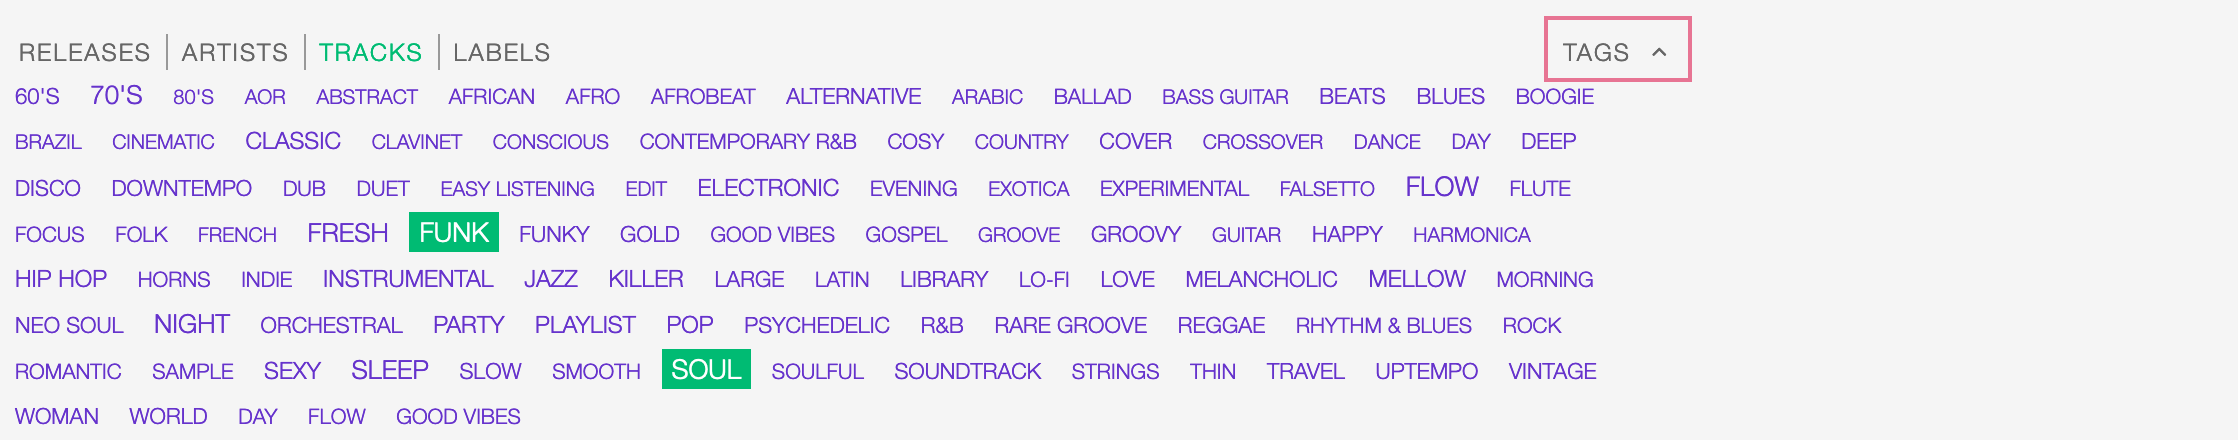 RELEASES ARTISTS TRACKS LABELS TAGS
60'S 70'S 80'S AOR ABSTRACT AFRICAN AFRO AFROBEAT ALTERNATIVE ARABIC BALLAD BASS GUITAR BEATS BLUES BOOGIE
BRAZIL CINEMATIC CLASSIC CLAVINET CONSCIOUS CONTEMPORARY R&B COSY COUNTRY COVER CROSSOVER DANCE DAY DEEP
DISCO DOWNTEMPO DUB DUET EASY LISTENING EDIT ELECTRONIC EVENING EXOTICA EXPERIMENTAL FALSETTO FLOW FLUTE
FOCUS FOLK FRENCH FRESH FUNK FUNKY GOLD GOOD VIBES GOSPEL GROOVE GROOVY GUITAR HAPPY HARMONICA
HIP HOP HORNS INDIE INSTRUMENTAL JAZZ KILLER LARGE LATIN LIBRARY LO-FI LOVE MELANCHOLIC MELLOW MORNING
NEO SOUL NIGHT ORCHESTRAL PARTY PLAYLIST POP PSYCHEDELIC R&B RARE GROOVE REGGAE RHYTHM & BLUES ROCK
ROMANTIC SAMPLE SEXY SLEEP SLOW SMOOTH SOUL SOULFUL SOUNDTRACK STRINGS THIN TRAVEL UPTEMPO VINTAGE
WOMAN WORLD DAY FLOW GOOD VIBES